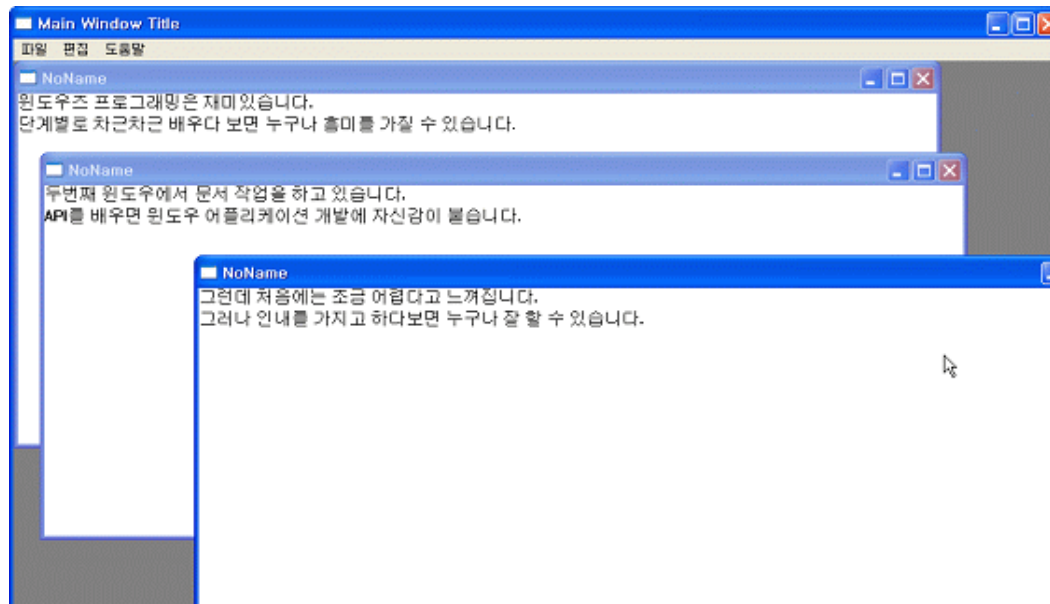 Main Window Title
파일 편집 도움말
NoName
윈도우즈 프로그래밍은 재미있습니다.
단계별로 차근차근 배우다 보면 누구나 흥미를 가질 수 있습니다.
NoName
두번째 윈도우에서 문서 작업을 하고 있습니다.
API를 배우면 윈도우 어플리케이션 개발에 자신감이 붙습니다.
NoName
그런데 처음에는 조금 어렵다고 느껴집니다.
그러나 인내를 가지고 하다보면 누구나 잘 할 수 있습니다.